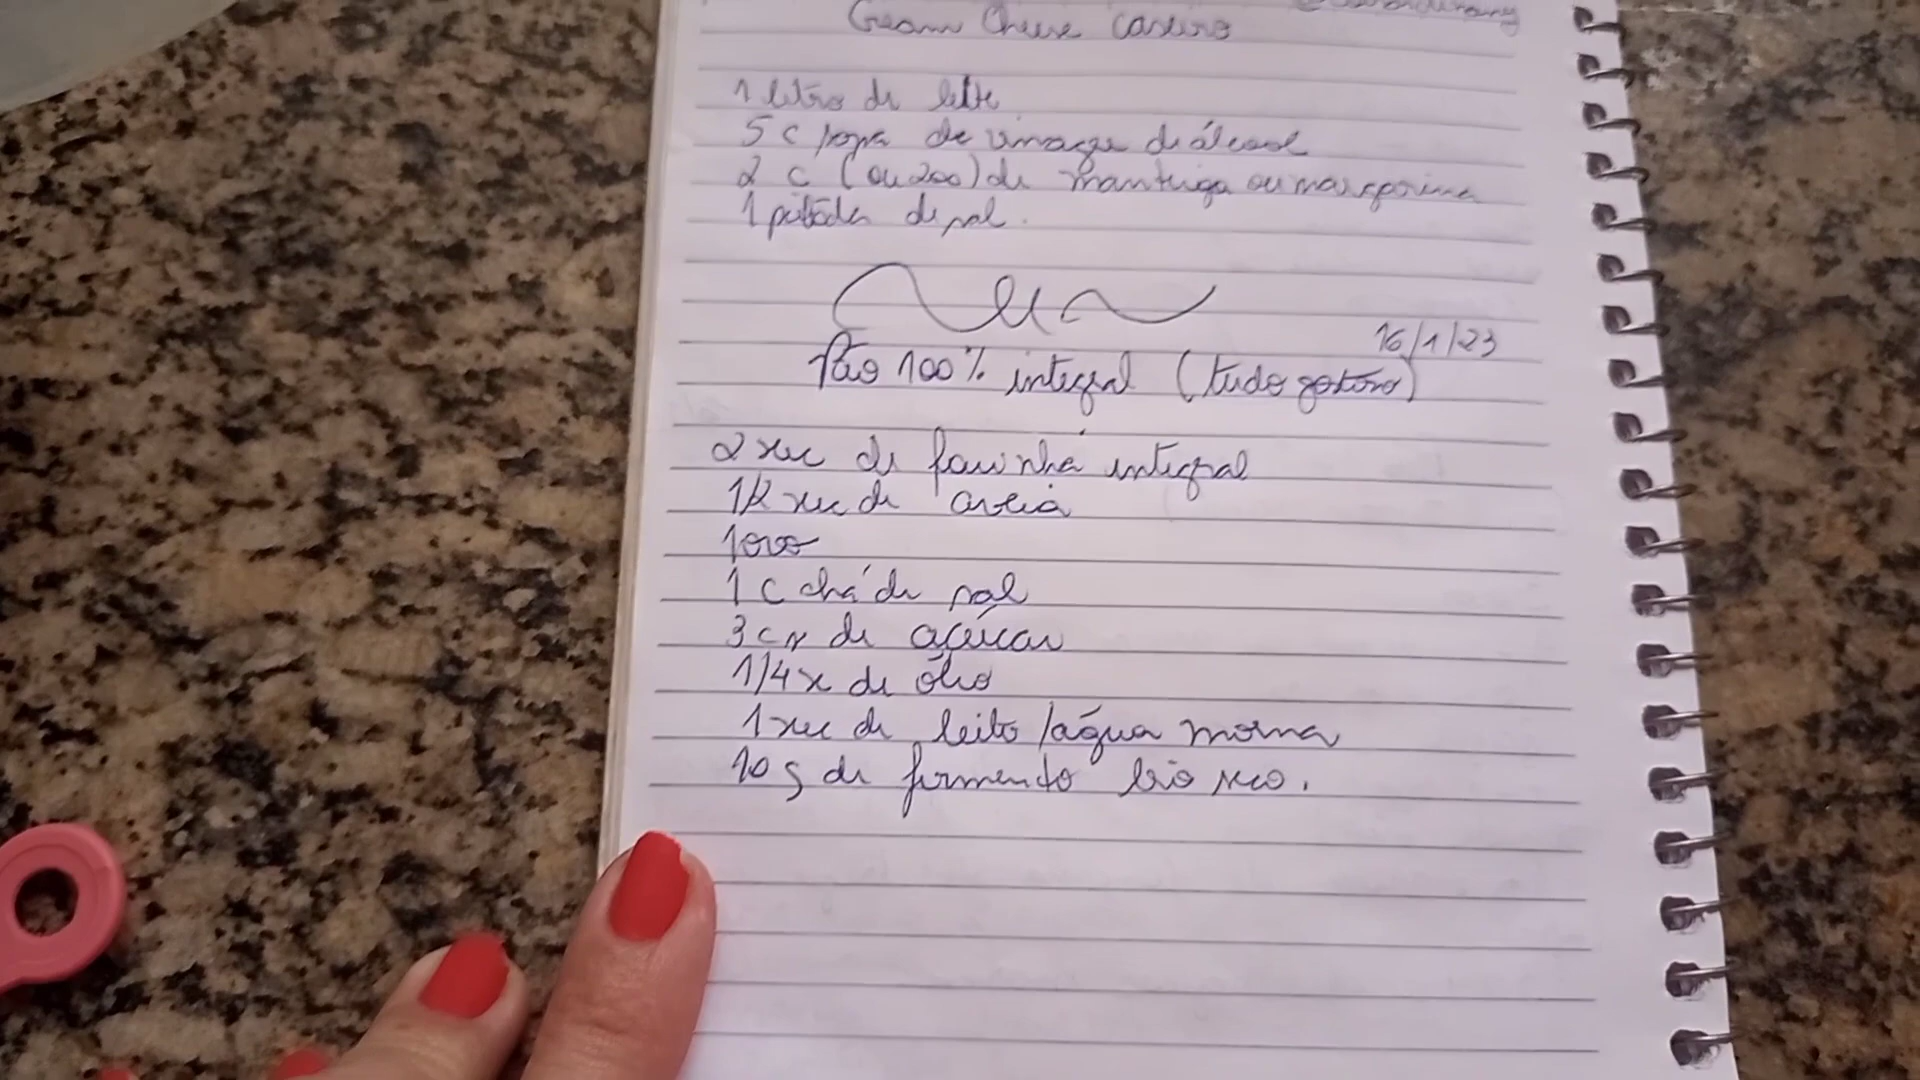 Cream Cheese caseiro
1 litro de leite
5 c/sopa de vinagre de álcool
2 c (ou 200) de manteiga ou margarina
1 pitada de sal.
16/1/23
Pão 100% integral (tudo gostoso)
2 xic de farinha integral
1/2 xic de aveia
1 ovo
1 c chá de sal
3 c de açúcar
1/4 x de óleo
1 xic de leite/água morna
10 g de fermento bio seco.